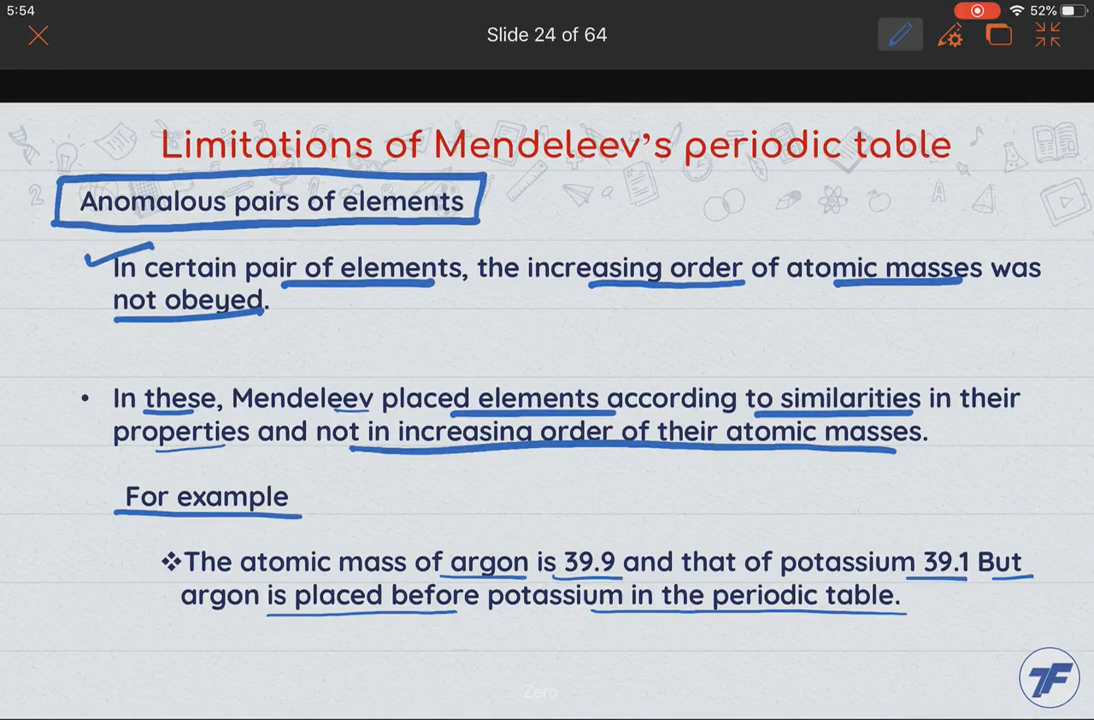 5:54
52%
Slide 24 of 64
Limitations of Mendeleev's periodic table
Anomalous pairs of elements
In certain pair of elements, the increasing order of atomic masses was
not obeyed.
• In these, Mendeleev placed elements according to similarities in their
properties and not in increasing order of their atomic masses.
For example
❖The atomic mass of argon is 39.9 and that of potassium 39.1 But
argon is placed before potassium in the periodic table.
Zero
7F